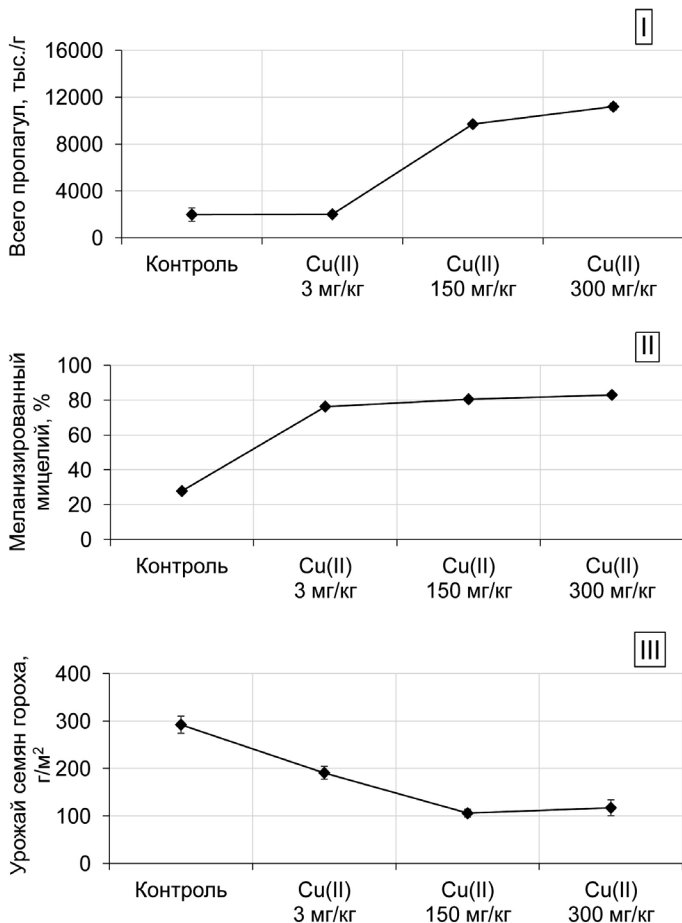 I
Всего пропагул, тыс./г
16000
12000
8000
4000
0
Контроль
Cu(II)
3 мг/кг
Cu(II)
150 мг/кг
Cu(II)
300 мг/кг
II
Меланизированный
мицелий, %
100
80
60
40
20
0
Контроль
Cu(II)
3 мг/кг
Cu(II)
150 мг/кг
Cu(II)
300 мг/кг
III
Урожай семян гороха,
г/м²
400
300
200
100
0
Контроль
Cu(II)
3 мг/кг
Cu(II)
150 мг/кг
Cu(II)
300 мг/кг